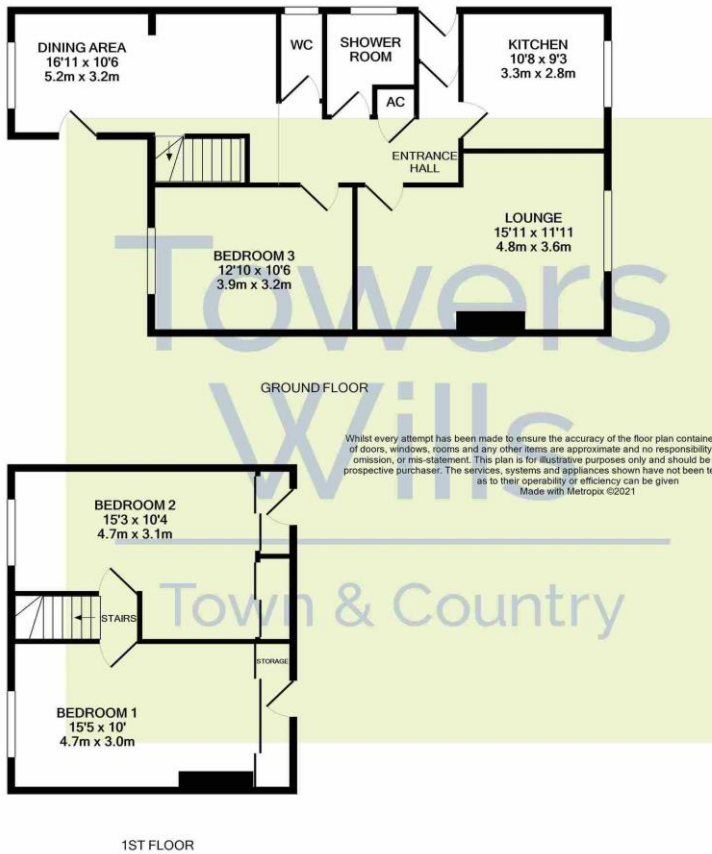 DINING AREA
16'11 x 10'6
5.2m x 3.2m
WC
SHOWER
ROOM
AC
KITCHEN
10'8 x 9'3
3.3m x 2.8m
ENTRANCE
HALL
LOUNGE
15'11 x 11'11
4.8m x 3.6m
BEDROOM 3
12'10 x 10'6
3.9m x 3.2m
Towers
Wills
Town & Country
GROUND FLOOR
Whilst every attempt has been made to ensure the accuracy of the floor plan containe
of doors, windows, rooms and any other items are approximate and no responsibility
omission, or mis-statement. This plan is for illustrative purposes only and should be
prospective purchaser. The services, systems and appliances shown have not been te
as to their operability or efficiency can be given
Made with Metropix ©2021
BEDROOM 2
15'3 x 10'4
4.7m x 3.1m
STAIRS
STORAGE
BEDROOM 1
15'5 x 10'
4.7m x 3.0m
1ST FLOOR